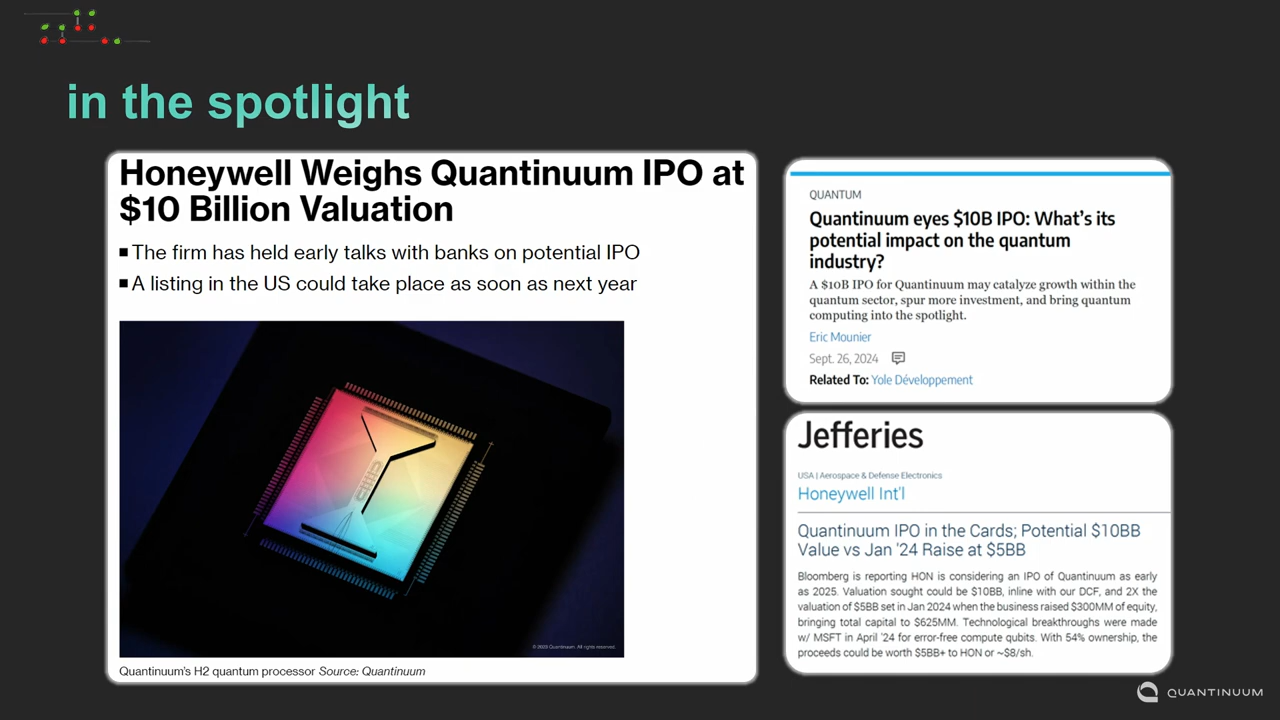 in the spotlight
Honeywell Weighs Quantinuum IPO at
$10 Billion Valuation
■ The firm has held early talks with banks on potential IPO
■ A listing in the US could take place as soon as next year
© 2023 Quantinuum. All rights reserved.
Quantinuum's H2 quantum processor Source: Quantinuum
QUANTUM
Quantinuum eyes $10B IPO: What's its
potential impact on the quantum
industry?
A $10B IPO for Quantinuum may catalyze growth within the
quantum sector, spur more investment, and bring quantum
computing into the spotlight.
Eric Mounier
Sept. 26, 2024
Related To: Yole Développement
Jefferies
USA | Aerospace & Defense Electronics
Honeywell Int'l
Quantinuum IPO in the Cards; Potential $10BB
Value vs Jan '24 Raise at $5BB
Bloomberg is reporting HON is considering an IPO of Quantinuum as early
as 2025. Valuation sought could be $10BB, inline with our DCF, and 2X the
valuation of $5BB set in Jan 2024 when the business raised $300MM of equity,
bringing total capital to $625MM. Technological breakthroughs were made
w/ MSFT in April '24 for error-free compute qubits. With 54% ownership, the
proceeds could be worth $5BB+ to HON or ~$8/sh.
QUANTINUUM